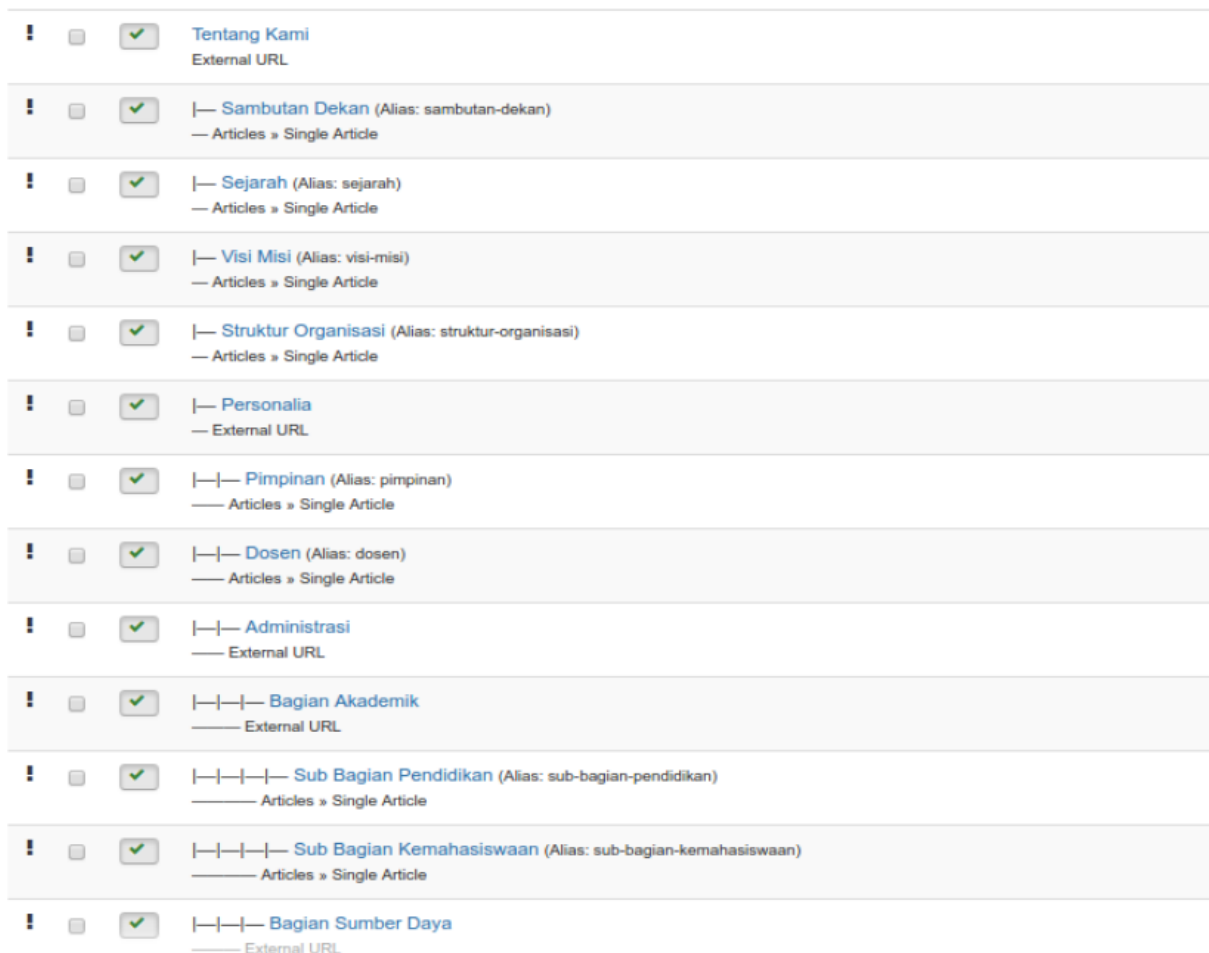 Tentang Kami
External URL
|— Sambutan Dekan (Alias: sambutan-dekan)
— Articles » Single Article
|— Sejarah (Alias: sejarah)
— Articles » Single Article
|— Visi Misi (Alias: visi-misi)
— Articles » Single Article
|— Struktur Organisasi (Alias: struktur-organisasi)
— Articles » Single Article
|— Personalia
— External URL
|—|— Pimpinan (Alias: pimpinan)
—— Articles » Single Article
|—|— Dosen (Alias: dosen)
—— Articles » Single Article
|—|— Administrasi
—— External URL
|—|—|— Bagian Akademik
——— External URL
|—|—|—|— Sub Bagian Pendidikan (Alias: sub-bagian-pendidikan)
———— Articles » Single Article
|—|—|—|— Sub Bagian Kemahasiswaan (Alias: sub-bagian-kemahasiswaan)
———— Articles » Single Article
|—|—|— Bagian Sumber Daya
——— External URL